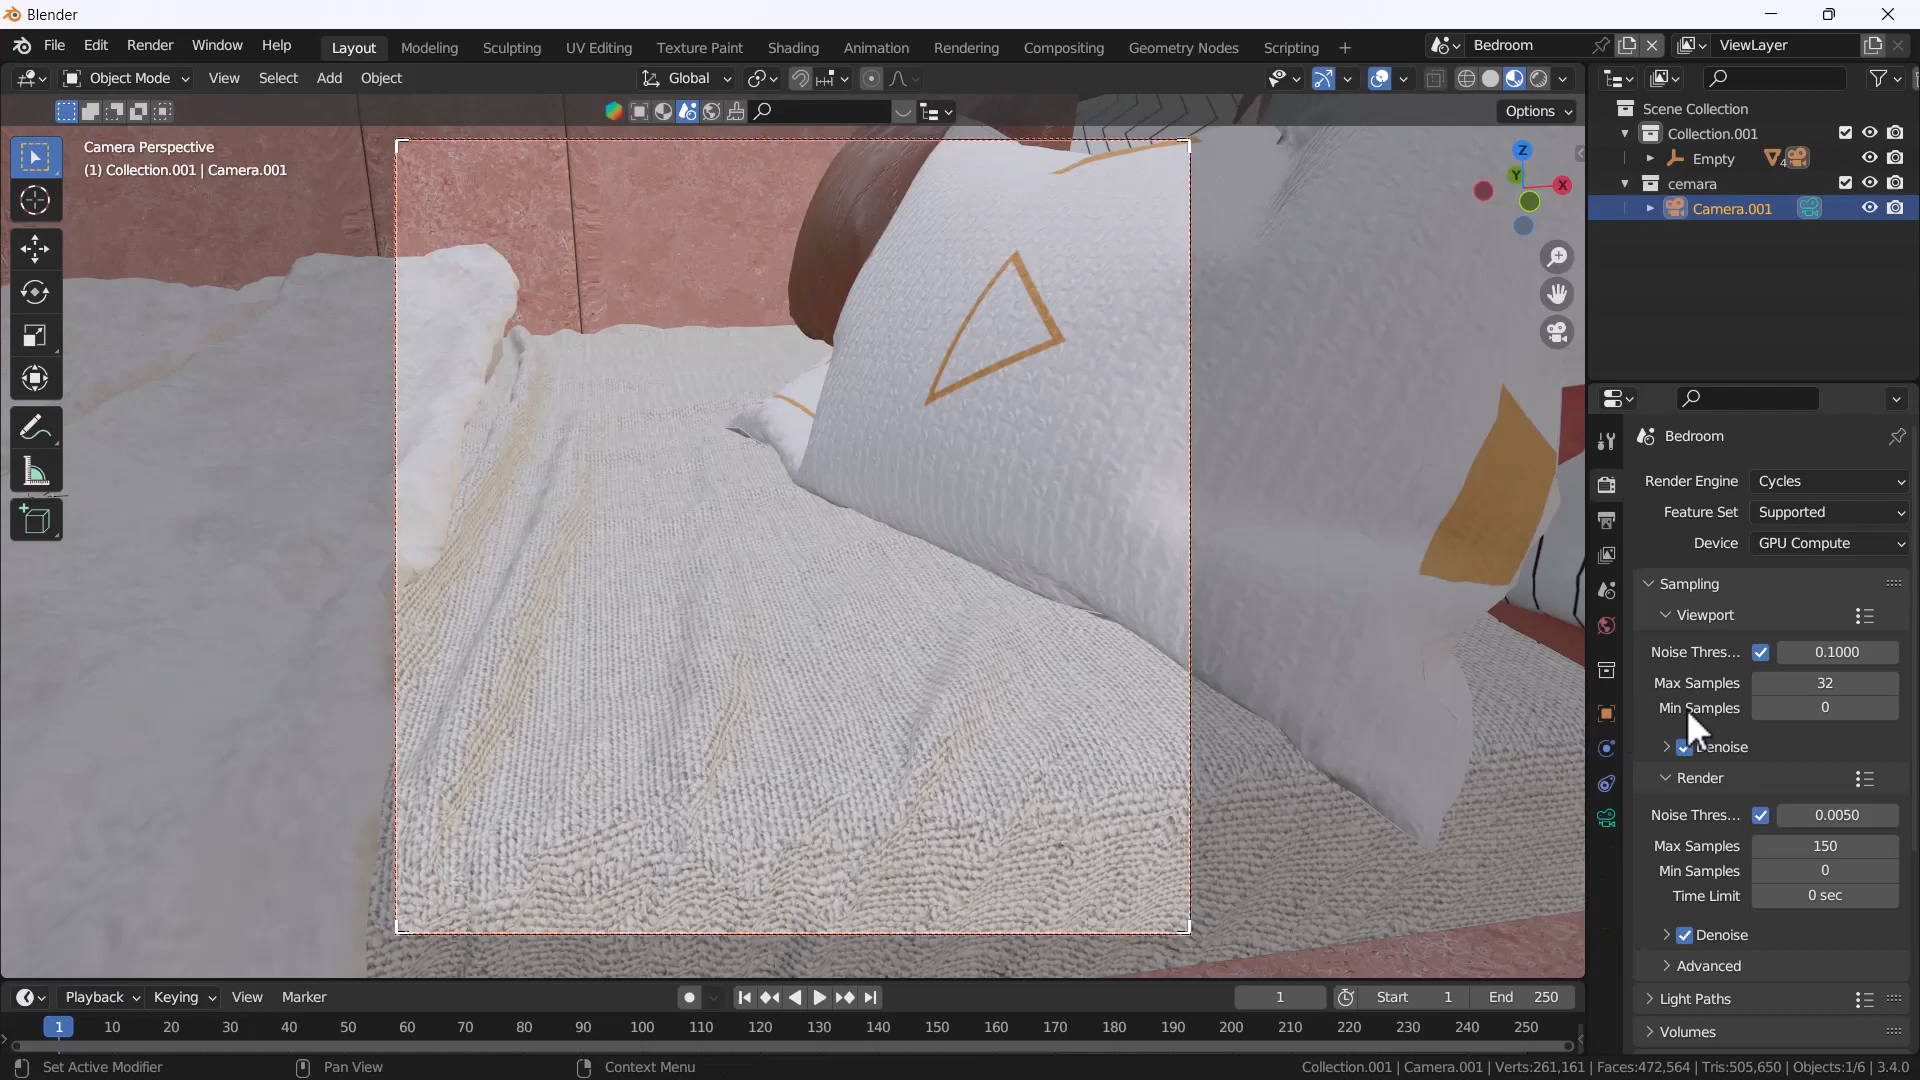 Blender
File Edit Render Window Help
Layout Modeling Sculpting UV Editing Texture Paint Shading Animation Rendering Compositing Geometry Nodes Scripting +
Bedroom
ViewLayer
Object Mode View Select Add Object
Global
Options
Camera Perspective
(1) Collection.001 | Camera.001
Z
Y
X
Scene Collection
Collection.001
Empty 4
cemara
Camera.001
Bedroom
Render Engine Cycles
Feature Set Supported
Device GPU Compute
Sampling
Viewport
Noise Thres... 0.1000
Max Samples 32
Min Samples 0
Denoise
Render
Noise Thres... 0.0050
Max Samples 150
Min Samples 0
Time Limit 0 sec
Denoise
Advanced
Light Paths
Volumes
Playback Keying View Marker
1 Start 1 End 250
1 10 20 30 40 50 60 70 80 90 100 110 120 130 140 150 160 170 180 190 200 210 220 230 240 250
Set Active Modifier Pan View Context Menu
Collection.001 | Camera.001 | Verts:261,161 | Faces:472,564 | Tris:505,650 | Objects:1/6 | 3.4.0